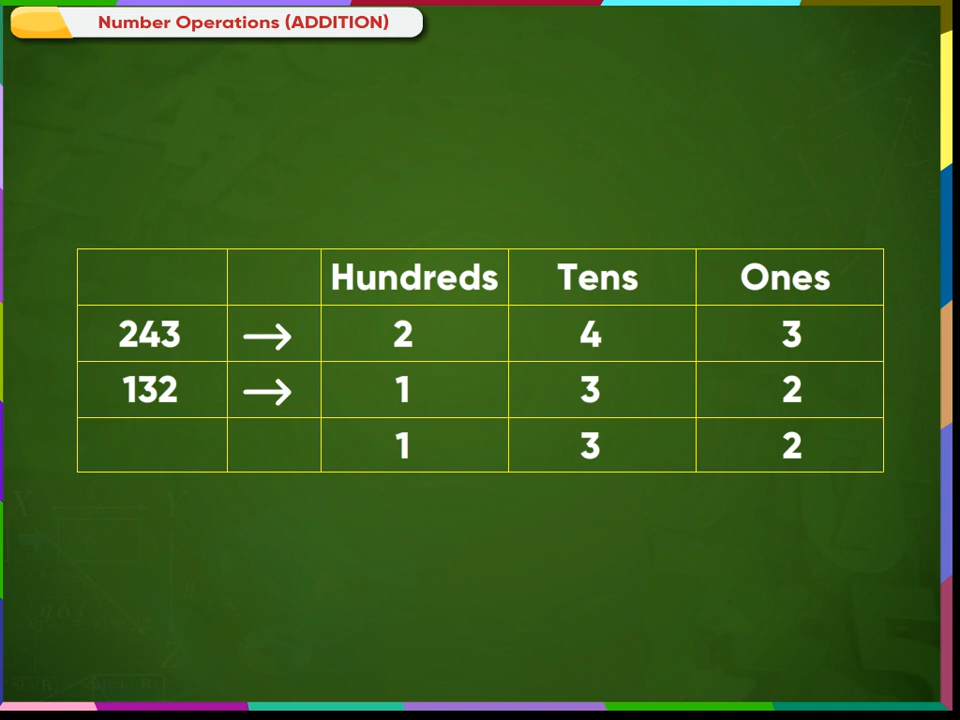 Number Operations (ADDITION)
Hundreds Tens Ones
243 → 2 4 3
132 → 1 3 2
1 3 2